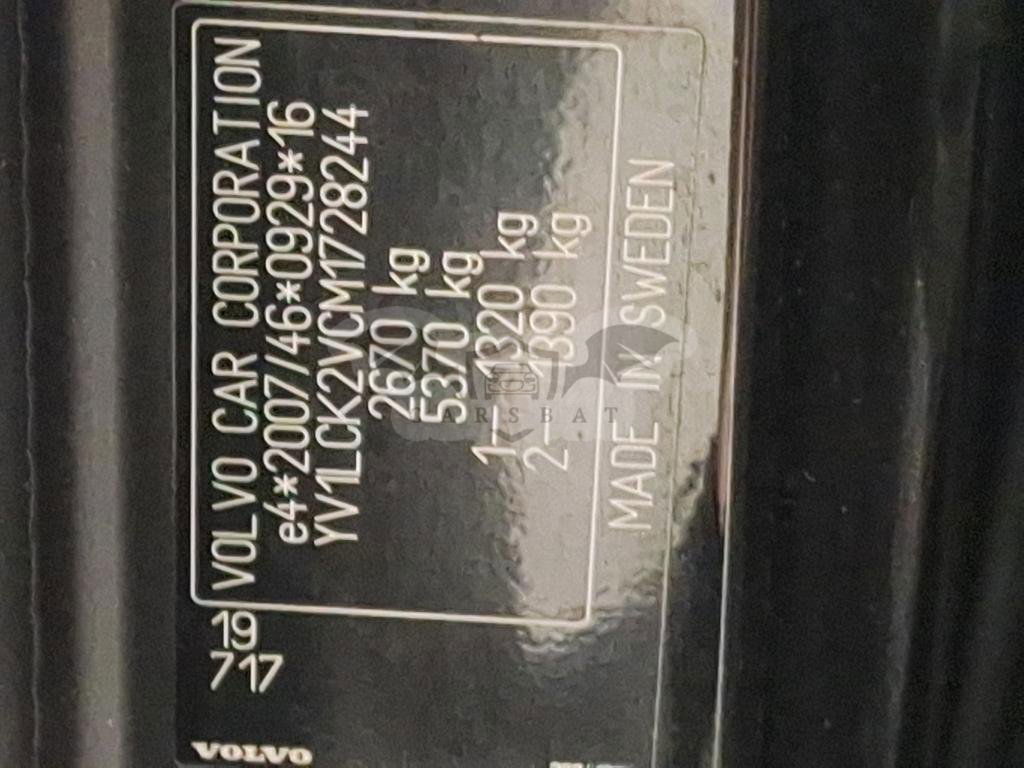 VOLVO
717
19
VOLVO CAR CORPORATION
e4*2007/46*0929*16
YV1LCK2VCM1728244
2670 kg
5370 kg
1– 1320 kg
2– 1390 kg
MADE IN SWEDEN
CARSBAT